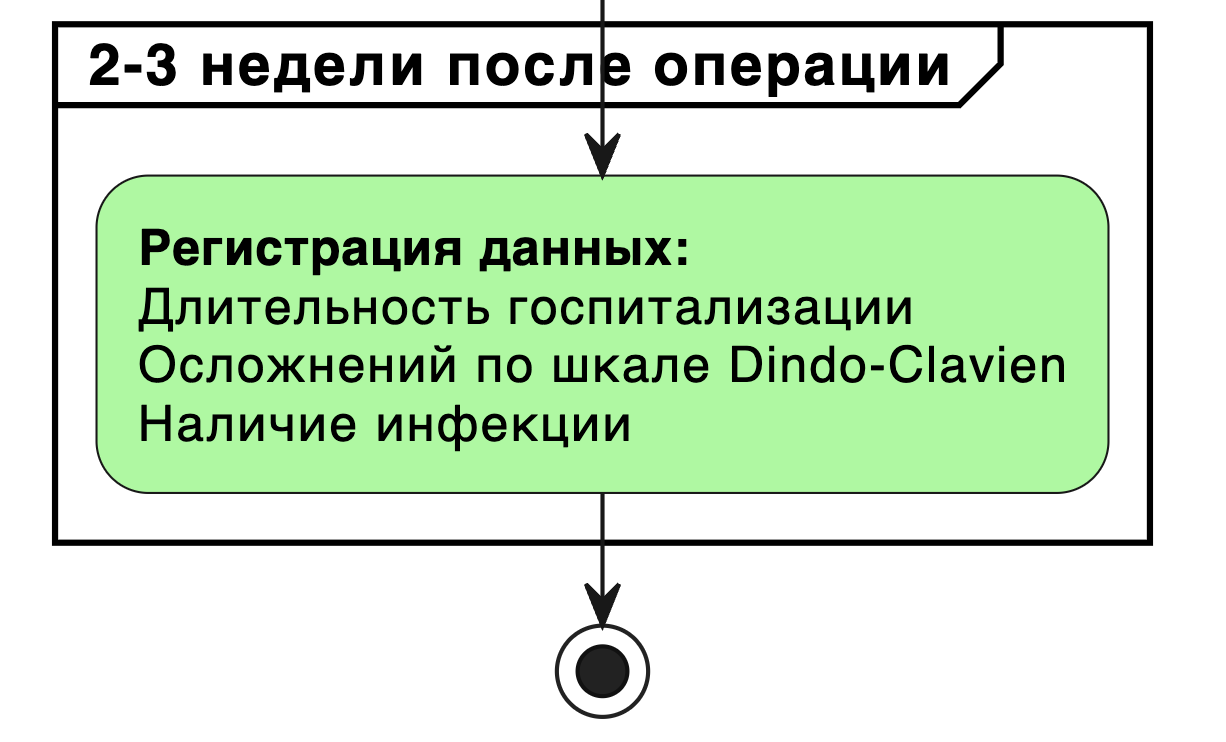 2-3 недели после операции
Регистрация данных:
Длительность госпитализации
Осложнений по шкале Dindo-Clavien
Наличие инфекции